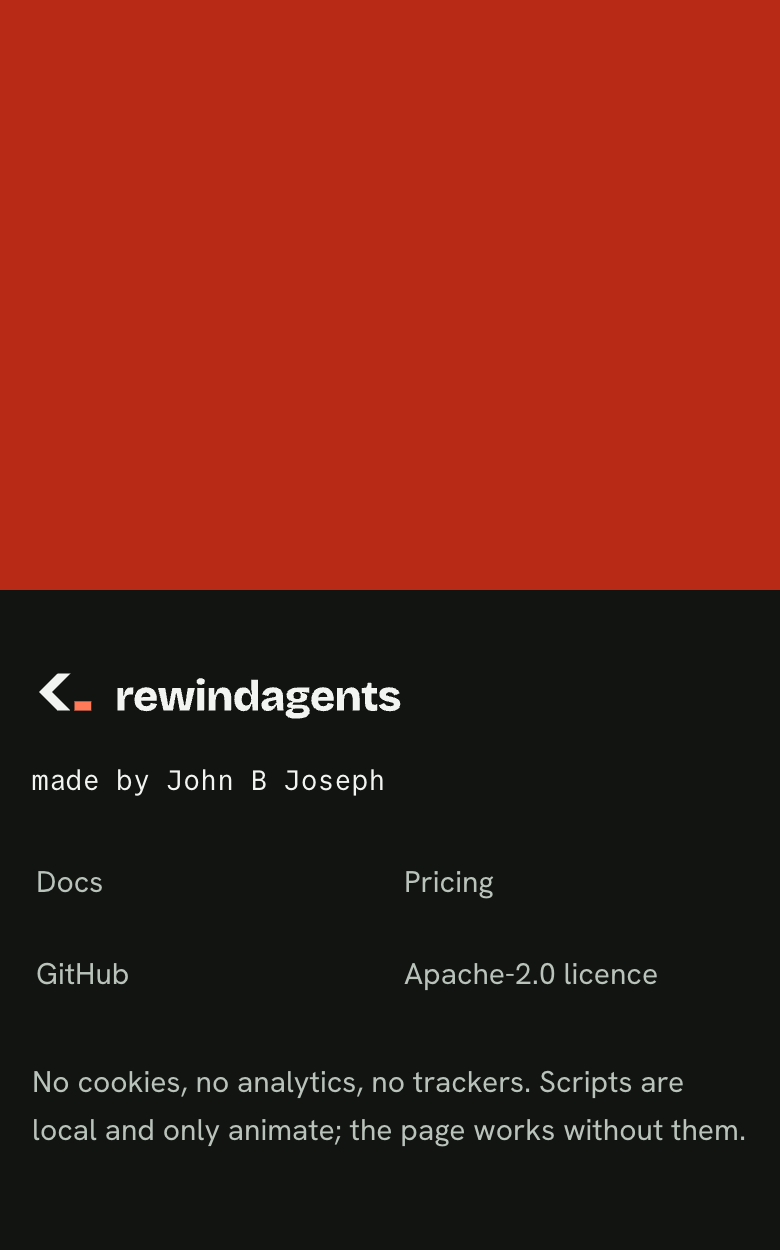 rewindagents
made by John B Joseph
Docs
Pricing
GitHub
Apache-2.0 licence
No cookies, no analytics, no trackers. Scripts are
local and only animate; the page works without them.